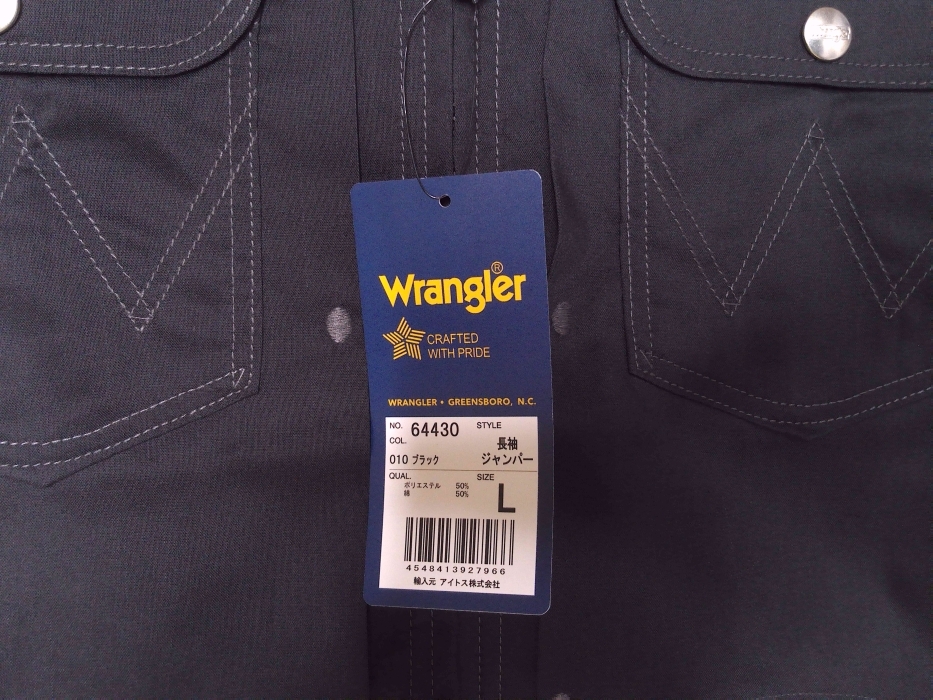 Wrangler®
CRAFTED
WITH PRIDE
WRANGLER • GREENSBORO, N.C.
NO. 64430 STYLE
COL. 長袖
010 ブラック ジャンパー
QUAL. SIZE
ポリエステル 50%
綿 50%
L
4548413927966
輸入元 アイトス株式会社